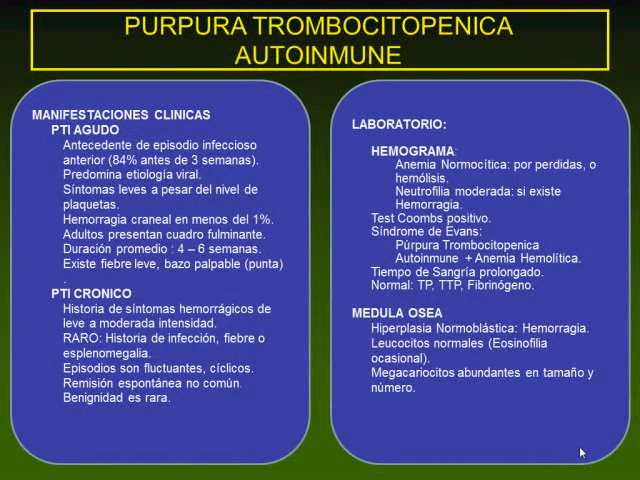 PURPURA TROMBOCITOPENICA
AUTOINMUNE
MANIFESTACIONES CLINICAS
PTI AGUDO
Antecedente de episodio infeccioso
anterior (84% antes de 3 semanas).
Predomina etiología viral.
Síntomas leves a pesar del nivel de
plaquetas.
Hemorragia craneal en menos del 1%.
Adultos presentan cuadro fulminante.
Duración promedio : 4 – 6 semanas.
Existe fiebre leve, bazo palpable (punta)
.
PTI CRONICO
Historia de síntomas hemorrágicos de
leve a moderada intensidad.
RARO: Historia de infección, fiebre o
esplenomegalia.
Episodios son fluctuantes, cíclicos.
Remisión espontánea no común.
Benignidad es rara.
LABORATORIO:
HEMOGRAMA:
Anemia Normocítica: por perdidas, o
hemólisis.
Neutrofilia moderada: si existe
Hemorragia.
Test Coombs positivo.
Síndrome de Evans:
Púrpura Trombocitopenica
Autoinmune + Anemia Hemolítica.
Tiempo de Sangría prolongado.
Normal: TP, TTP, Fibrinógeno.
MEDULA OSEA
Hiperplasia Normoblástica: Hemorragia.
Leucocitos normales (Eosinofilia
ocasional).
Megacariocitos abundantes en tamaño y
número.